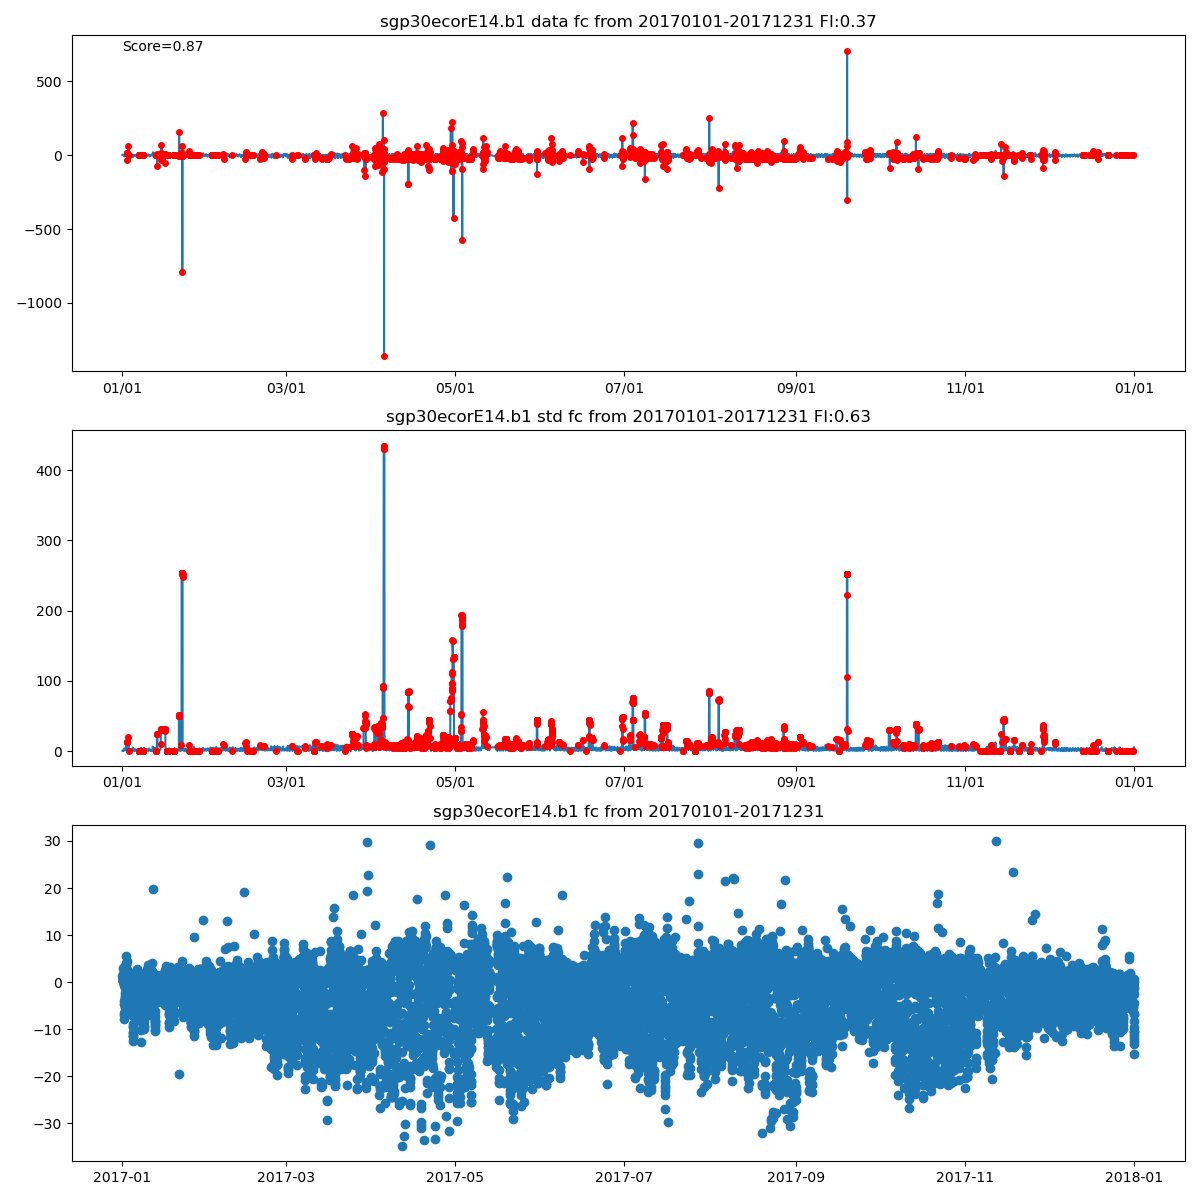 sgp30ecorE14.b1 data fc from 20170101-20171231 FI:0.37
Score=0.87
500
0
−500
−1000
01/01 03/01 05/01 07/01 09/01 11/01 01/01
sgp30ecorE14.b1 std fc from 20170101-20171231 FI:0.63
400
300
200
100
0
01/01 03/01 05/01 07/01 09/01 11/01 01/01
sgp30ecorE14.b1 fc from 20170101-20171231
30
20
10
0
−10
−20
−30
2017-01 2017-03 2017-05 2017-07 2017-09 2017-11 2018-01